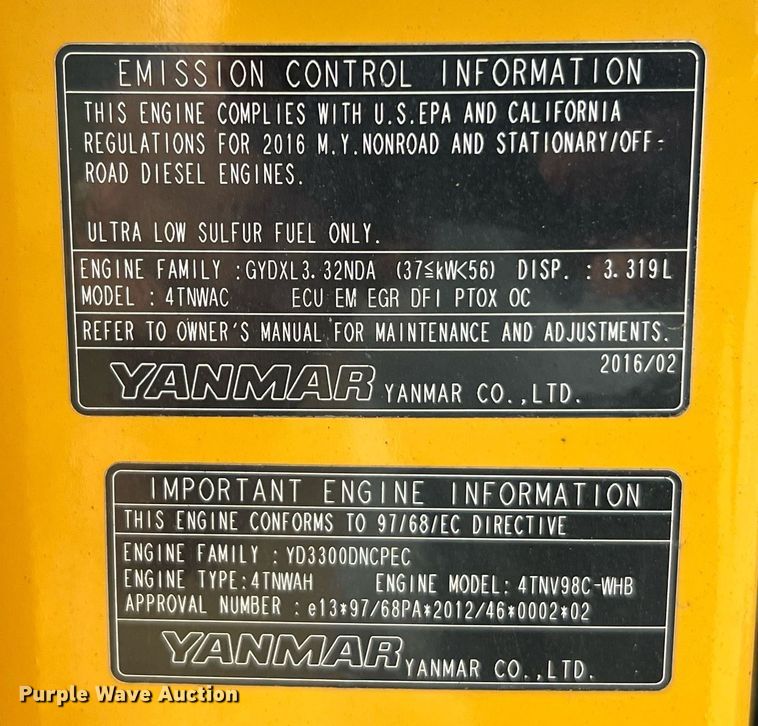 EMISSION CONTROL INFORMATION
THIS ENGINE COMPLIES WITH U.S.EPA AND CALIFORNIA
REGULATIONS FOR 2016 M.Y.NONROAD AND STATIONARY/OFF-
ROAD DIESEL ENGINES.
ULTRA LOW SULFUR FUEL ONLY.
ENGINE FAMILY :GYDXL3.32NDA (37≦kW<56) DISP. : 3.319L
MODEL : 4TNWAC ECU EM EGR DFI PTOX OC
REFER TO OWNER'S MANUAL FOR MAINTENANCE AND ADJUSTMENTS.
2016/02
YANMAR YANMAR CO.,LTD.
IMPORTANT ENGINE INFORMATION
THIS ENGINE CONFORMS TO 97/68/EC DIRECTIVE
ENGINE FAMILY : YD3300DNCPEC
ENGINE TYPE:4TNWAH ENGINE MODEL: 4TNV98C-WHB
APPROVAL NUMBER : e13*97/68PA*2012/46*0002*02
YANMAR YANMAR CO.,LTD.
Purple Wave Auction